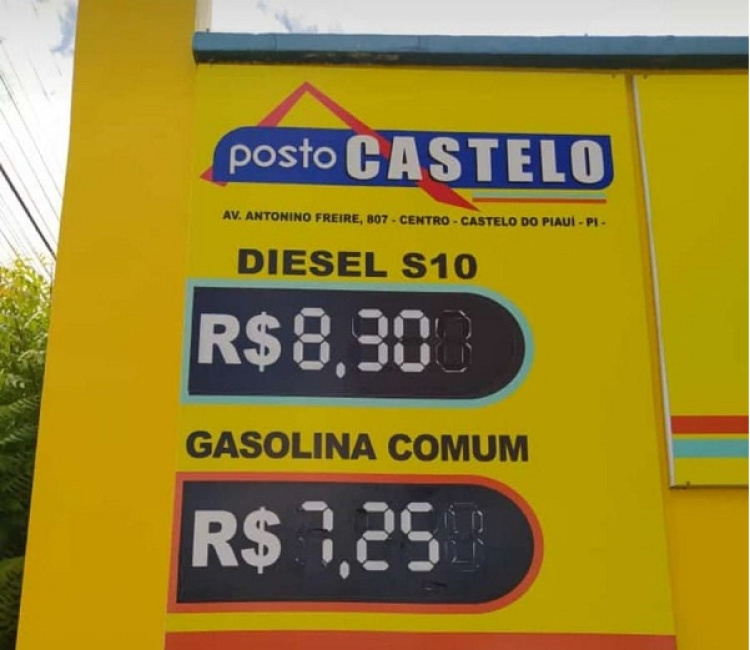 posto CASTELO
AV. ANTONINO FREIRE, 807 - CENTRO - CASTELO DO PIAUÍ - PI -
DIESEL S10
R$ 8,30
GASOLINA COMUM
R$ 7,25